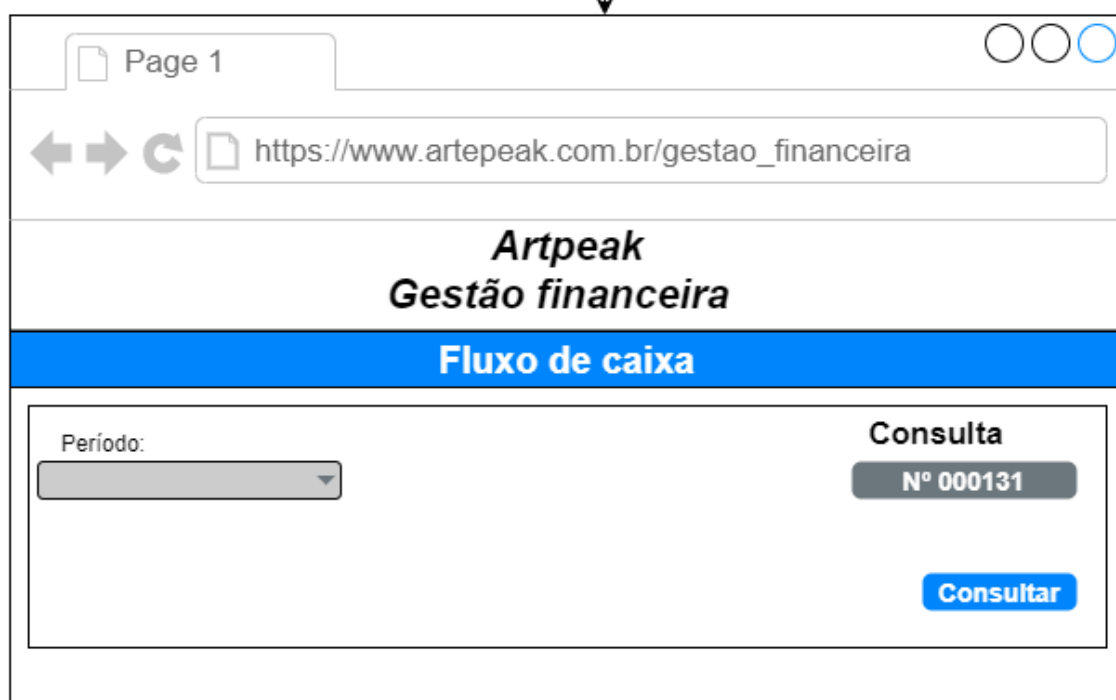 Page 1
https://www.artepeak.com.br/gestao_financeira
Artpeak
Gestão financeira
Fluxo de caixa
Período:
Consulta
Nº 000131
Consultar